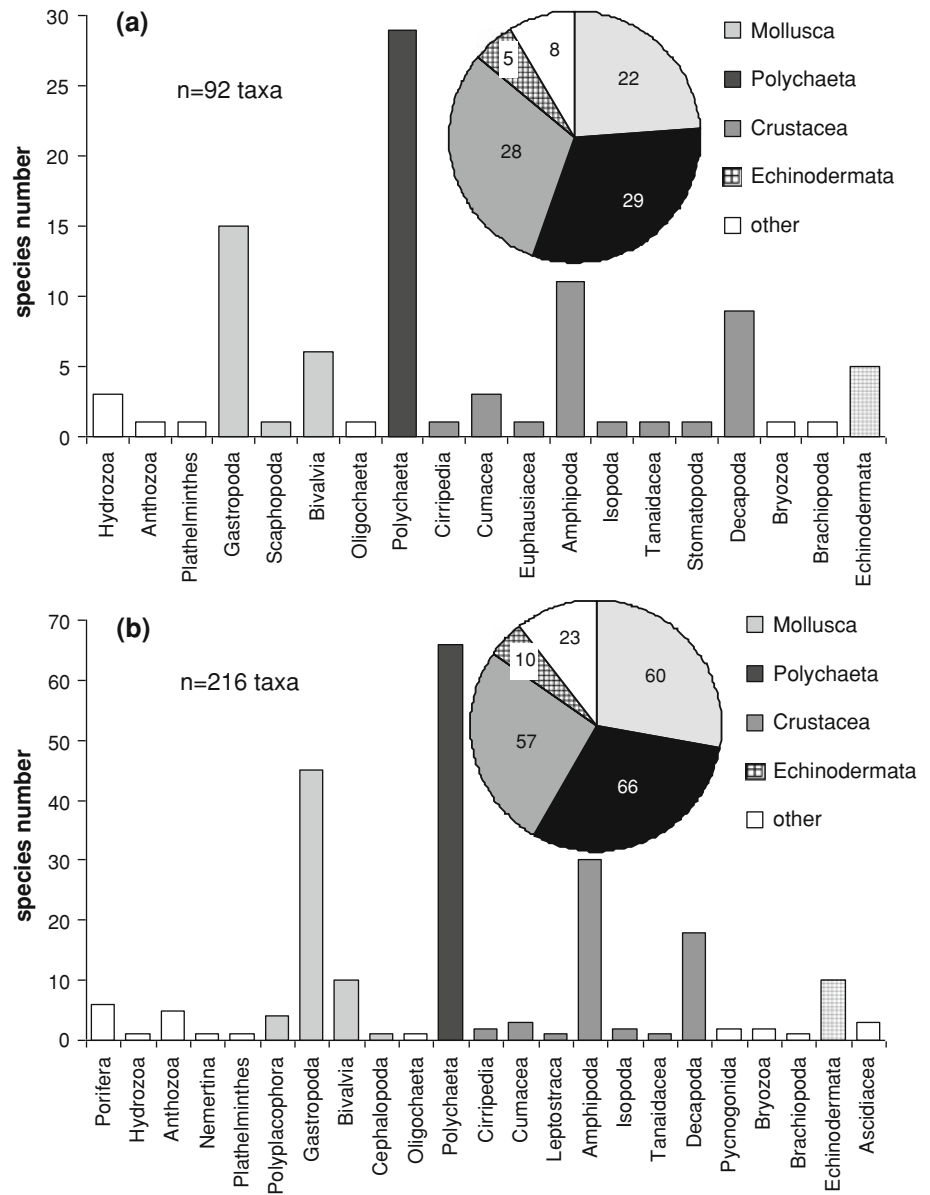 (a)
n=92 taxa
species number
30
25
20
15
10
5
0
22
29
28
5
8
Mollusca
Polychaeta
Crustacea
Echinodermata
other
Hydrozoa
Anthozoa
Plathelminthes
Gastropoda
Scaphopoda
Bivalvia
Oligochaeta
Polychaeta
Cirripedia
Cumacea
Euphausiacea
Amphipoda
Isopoda
Tanaidacea
Stomatopoda
Decapoda
Bryozoa
Brachiopoda
Echinodermata
(b)
n=216 taxa
species number
70
60
50
40
30
20
10
0
60
66
57
10
23
Mollusca
Polychaeta
Crustacea
Echinodermata
other
Porifera
Hydrozoa
Anthozoa
Nemertina
Plathelminthes
Polyplacophora
Gastropoda
Bivalvia
Cephalopoda
Oligochaeta
Polychaeta
Cirripedia
Cumacea
Leptostraca
Amphipoda
Isopoda
Tanaidacea
Decapoda
Pycnogonida
Bryozoa
Brachiopoda
Echinodermata
Ascidiacea